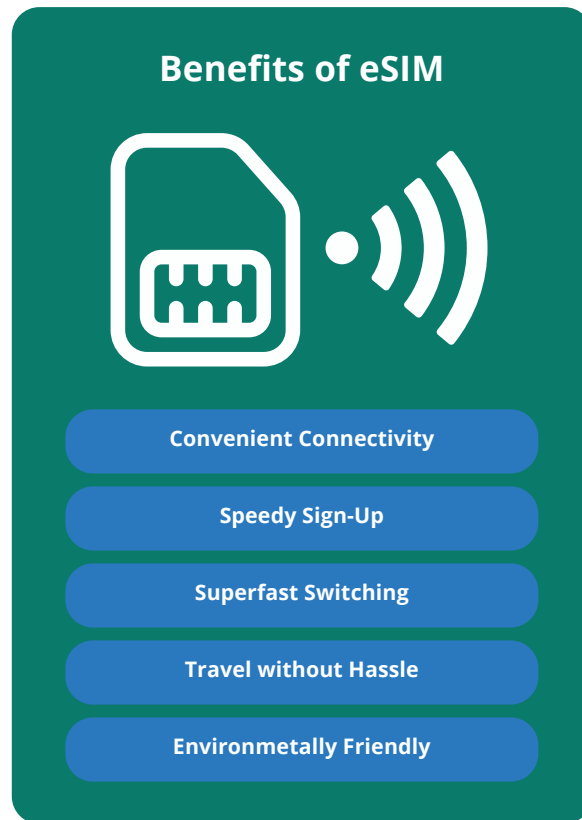 Benefits of eSIM
Convenient Connectivity
Speedy Sign-Up
Superfast Switching
Travel without Hassle
Environmetally Friendly